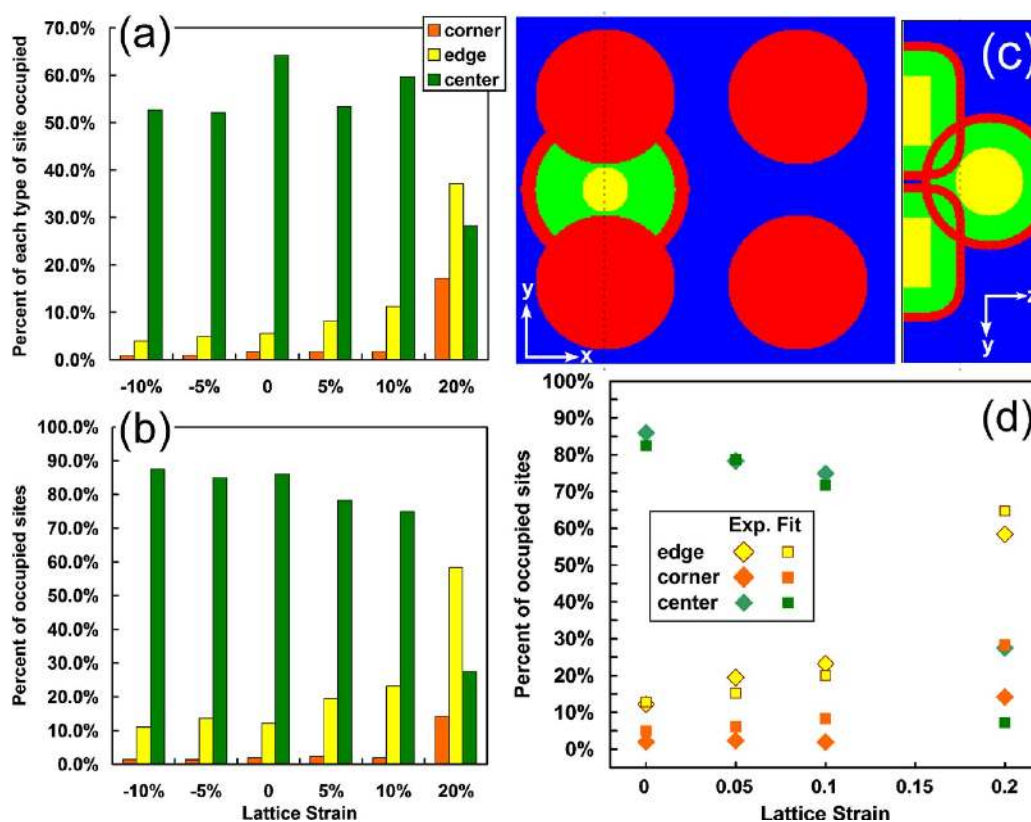 (a)
corner
edge
center
Percent of each type of site occupied
70.0%
60.0%
50.0%
40.0%
30.0%
20.0%
10.0%
0.0%
-10% -5% 0 5% 10% 20%
y
x
(c)
z
y
(b)
Percent of occupied sites
100.0%
90.0%
80.0%
70.0%
60.0%
50.0%
40.0%
30.0%
20.0%
10.0%
0.0%
-10% -5% 0 5% 10% 20%
Lattice Strain
(d)
Percent of occupied sites
100%
90%
80%
70%
60%
50%
40%
30%
20%
10%
0%
Exp. Fit
edge
corner
center
0 0.05 0.1 0.15 0.2
Lattice Strain